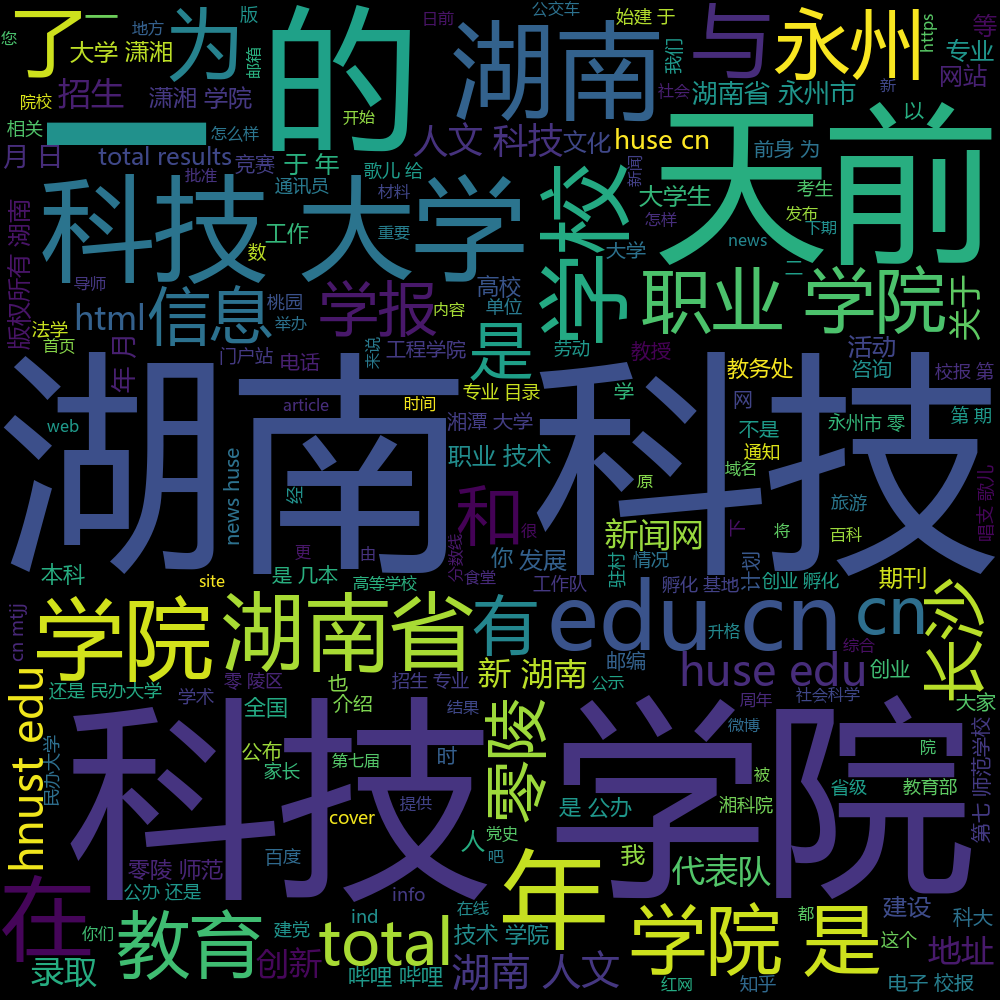 您
了
地方
大学 潇湘
为
邮箱
一
的
日前
公交车
版
湖南
始建 于
我们
与
永州
https
等
专业
网站
院校
招生
潇湘 学院
开始
社会
湖南省 永州市
新
以
相关
怎么样
人文 科技
文化
huse cn
天前
前身 为
月 日
total results
竞赛
于 年
歌儿 给
新闻
批准
通讯员
材料
大学生
考生
科技 大学
怎样
发布
下期
版权所有 湖南
工作
重要
学校
大学
news
数
二
导师
桃园
高校
html
信息
举办
学报
内容
单位
是
职业 学院
关于
法学
首页
门户站
电话
来说
工程学院
劳动
教授
教务处
活动
咨询
校报 第
年 月
湖南科技
专业 目录
网
学
article
时间
web
湘潭 大学
不是
永州市 零
第 期
职业 技术
通知
news huse
域名
经
原
唱支 歌儿
和
旅游
很
新闻网
下
将
百科
更
由
分数线
你
发展
驻村
情况
计划
本科
site
是 几本
高等学校
食堂
工作队
孵化 基地
创业 孵化
期刊
cn mtjj
学院
湖南省
有
edu cn
cn
长沙
升格
综合
hnust edu
还是 民办大学
零 陵区
也
招生 专业
新 湖南
邮编
公示
huse edu
创业
学术
介绍
结果
周年
社会科学
大家
全国
零陵
科技学院
微博
民办大学
公布
时
院
第七 师范学校
家长
第七届
被
提供
湘科院
省级
教育部
cover
党史
是 公办
人
零陵 师范
百度
吧
我
在
年
代表队
公办 还是
info
都
建设
科大
教育
total
ind
在线
学院 是
你们
建党
技术 学院
这个
地址
录取
创新
哔哩 哔哩
湖南 人文
红网
知乎
电子 校报